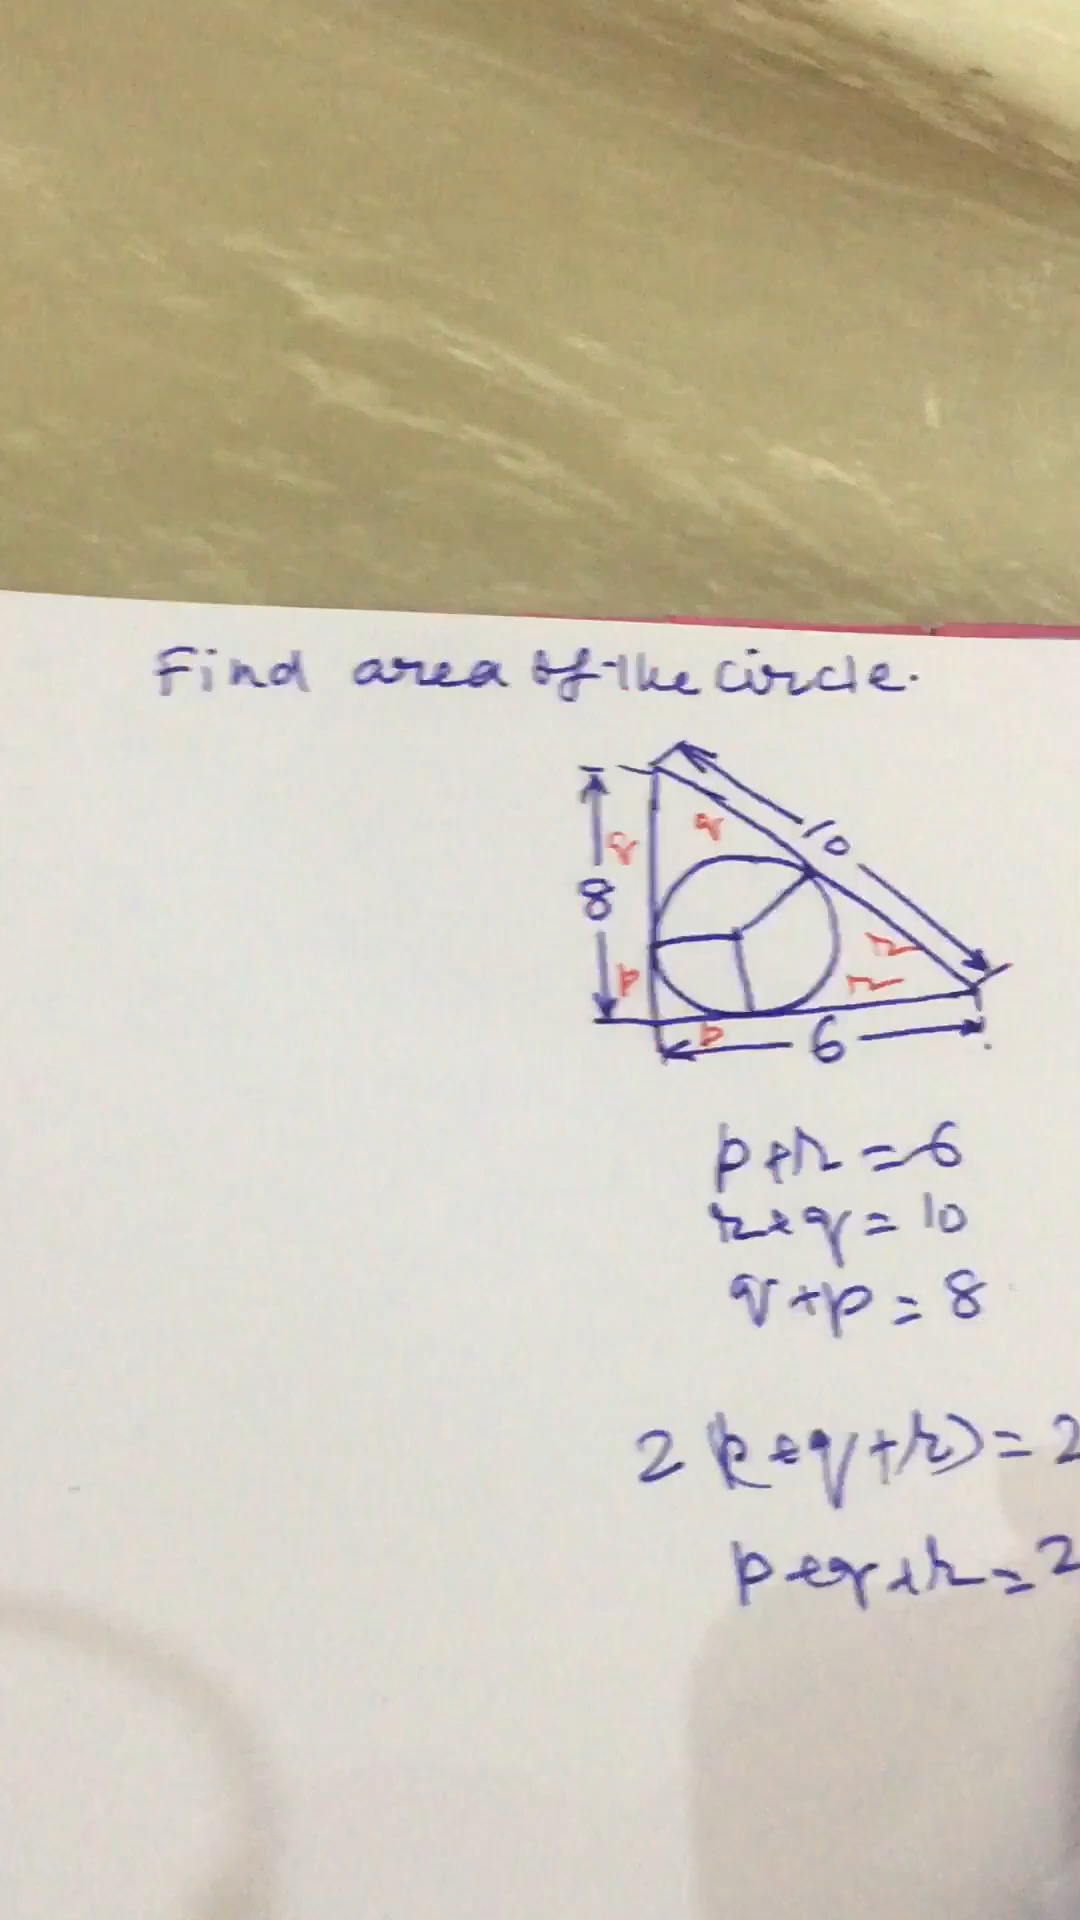 Find area of the circle.
10
q
q
8
r
p
r
p
6
p+r = 6
r+q = 10
q+p = 8
2(p+q+r) = 2
p+q+r = 2